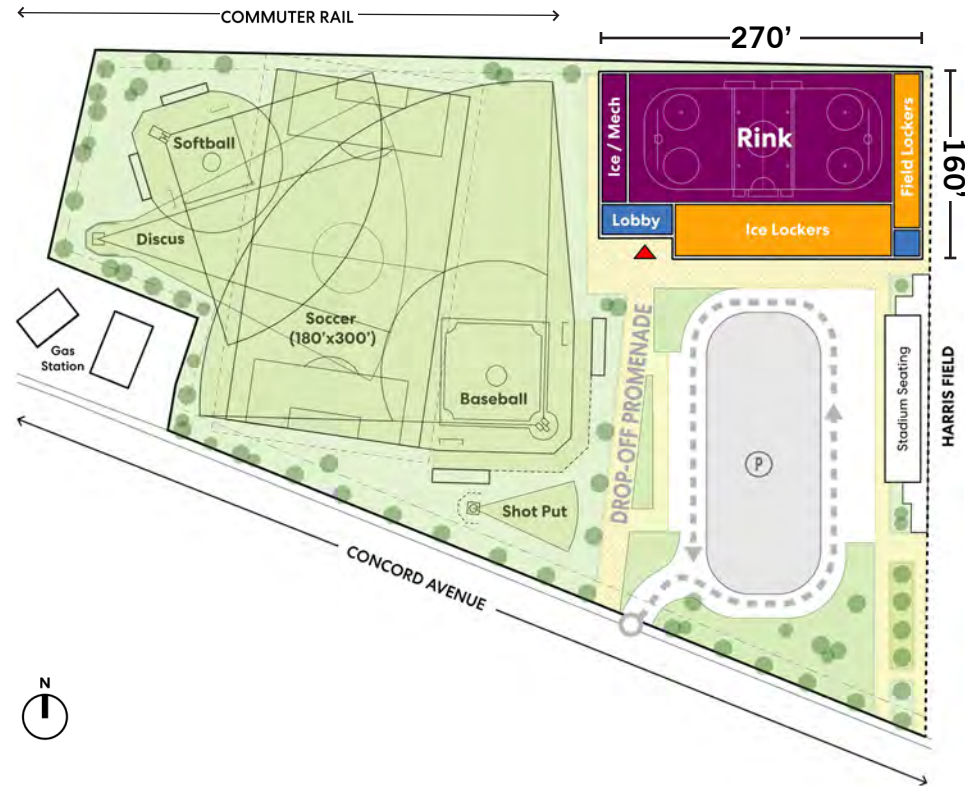 COMMUTER RAIL
270'
160'
Ice / Mech
Rink
Field Lockers
Lobby
Ice Lockers
Softball
Discus
Soccer
(180'x300')
Baseball
Shot Put
Gas
Station
DROP-OFF PROMENADE
P
Stadium Seating
HARRIS FIELD
CONCORD AVENUE
N